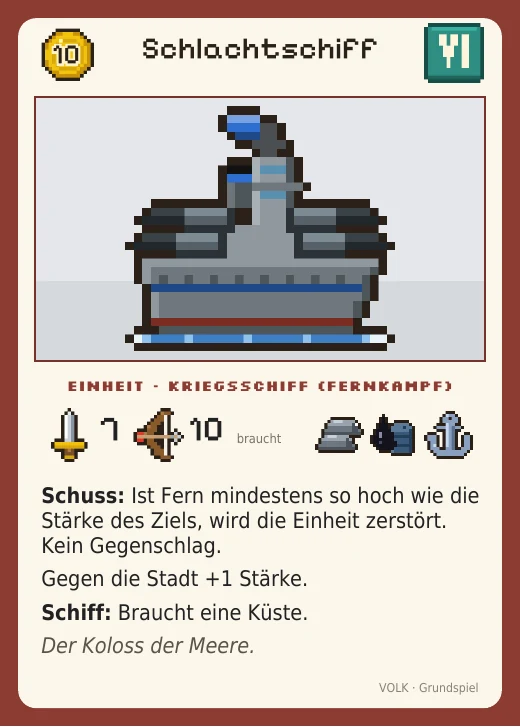 10
Schlachtschiff
VI
EINHEIT - KRIEGSSCHIFF (FERNKAMPF)
7
10
braucht
Schuss: Ist Fern mindestens so hoch wie die
Stärke des Ziels, wird die Einheit zerstört.
Kein Gegenschlag.
Gegen die Stadt +1 Stärke.
Schiff: Braucht eine Küste.
Der Koloss der Meere.
VOLK · Grundspiel